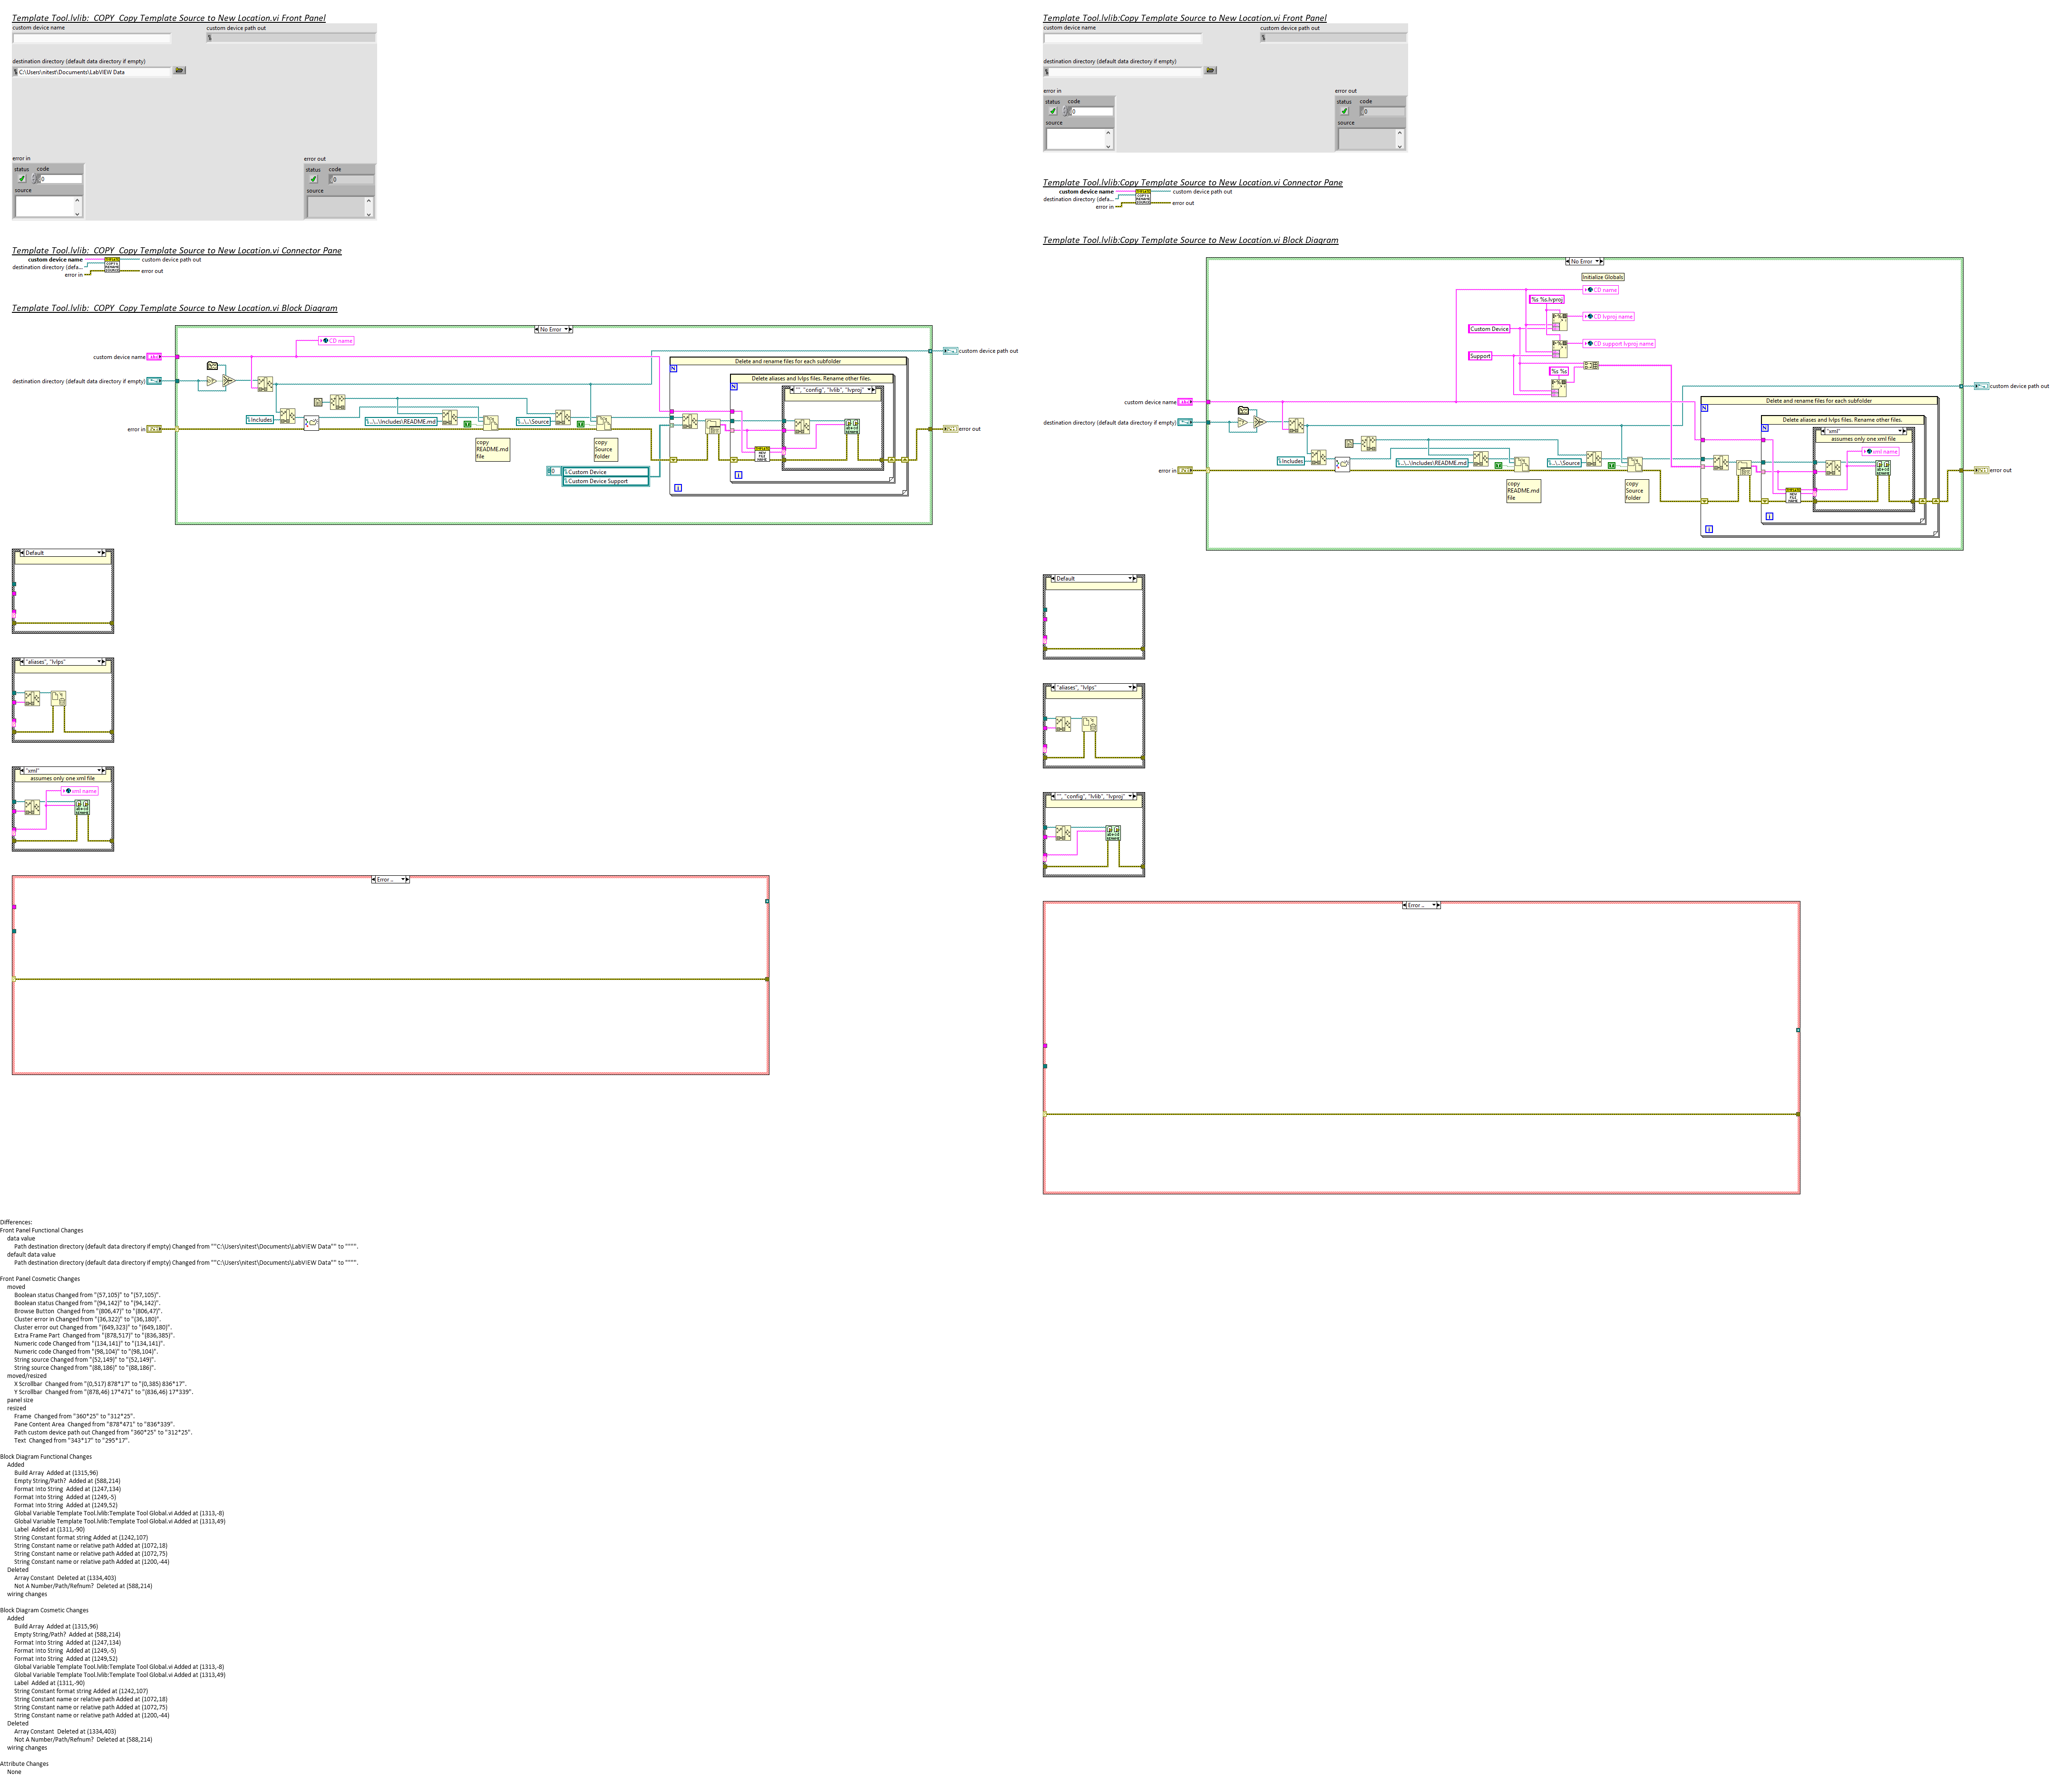 Template Tool.lvlib:_COPY_Copy Template Source to New Location.vi Front Panel
custom device name
custom device path out
destination directory (default data directory if empty)
C:\Users\nitest\Documents\LabVIEW Data
error in
status code
0
source
error out
status code
0
source
Template Tool.lvlib:_COPY_Copy Template Source to New Location.vi Connector Pane
custom device name
custom device path out
destination directory (defa...
error in
error out
Template Tool.lvlib:_COPY_Copy Template Source to New Location.vi Block Diagram
No Error
CD name
custom device name
custom device path out
destination directory (default data directory if empty)
Delete and rename files for each subfolder
Delete aliases and lvlps files. Rename other files.
"", "config", "lvlib", "lvproj"
Includes
..\..\Includes\README.md
..\..\Source
error in
error out
copy
README.md
file
copy
Source
folder
Custom Device
Custom Device Support
Default
"aliases", "lvlps"
"xml"
assumes only one xml file
xml name
Error
Template Tool.lvlib:Copy Template Source to New Location.vi Front Panel
custom device name
custom device path out
destination directory (default data directory if empty)
error in
status code
0
source
error out
status code
0
source
Template Tool.lvlib:Copy Template Source to New Location.vi Connector Pane
custom device name
custom device path out
destination directory (defa...
error in
error out
Template Tool.lvlib:Copy Template Source to New Location.vi Block Diagram
No Error
Initialize Globals
CD name
%s %s.lvproj
CD lvproj name
Custom Device
CD support lvproj name
Support
%s %s
custom device path out
custom device name
Delete and rename files for each subfolder
destination directory (default data directory if empty)
Delete aliases and lvlps files. Rename other files.
"xml"
assumes only one xml file
xml name
Includes
..\..\Includes\README.md
..\..\Source
error in
error out
copy
README.md
file
copy
Source
folder
Default
"aliases", "lvlps"
"", "config", "lvlib", "lvproj"
Error
Differences:
Front Panel Functional Changes
data value
Path destination directory (default data directory if empty) Changed from ""C:\Users\nitest\Documents\LabVIEW Data"" to """".
default data value
Path destination directory (default data directory if empty) Changed from ""C:\Users\nitest\Documents\LabVIEW Data"" to """".
Front Panel Cosmetic Changes
moved
Boolean status Changed from "(57,105)" to "(57,105)".
Boolean status Changed from "(94,142)" to "(94,142)".
Browse Button  Changed from "(806,47)" to "(806,47)".
Cluster error in Changed from "(36,322)" to "(36,180)".
Cluster error out Changed from "(649,323)" to "(649,180)".
Extra Frame Part  Changed from "(878,517)" to "(836,385)".
Numeric code Changed from "(134,141)" to "(134,141)".
Numeric code Changed from "(98,104)" to "(98,104)".
String source Changed from "(52,149)" to "(52,149)".
String source Changed from "(88,186)" to "(88,186)".
moved/resized
X Scrollbar  Changed from "(0,517) 878*17" to "(0,385) 836*17".
Y Scrollbar  Changed from "(878,46) 17*471" to "(836,46) 17*339".
panel size
resized
Frame  Changed from "360*25" to "312*25".
Pane Content Area  Changed from "878*471" to "836*339".
Path custom device path out Changed from "360*25" to "312*25".
Text  Changed from "343*17" to "295*17".
Block Diagram Functional Changes
Added
Build Array  Added at (1315,96)
Empty String/Path?  Added at (588,214)
Format Into String  Added at (1247,134)
Format Into String  Added at (1249,-5)
Format Into String  Added at (1249,52)
Global Variable Template Tool.lvlib:Template Tool Global.vi Added at (1313,-8)
Global Variable Template Tool.lvlib:Template Tool Global.vi Added at (1313,49)
Label  Added at (1311,-90)
String Constant format string Added at (1242,107)
String Constant name or relative path Added at (1072,18)
String Constant name or relative path Added at (1072,75)
String Constant name or relative path Added at (1200,-44)
Deleted
Array Constant  Deleted at (1334,403)
Not A Number/Path/Refnum?  Deleted at (588,214)
wiring changes
Block Diagram Cosmetic Changes
Added
Build Array  Added at (1315,96)
Empty String/Path?  Added at (588,214)
Format Into String  Added at (1247,134)
Format Into String  Added at (1249,-5)
Format Into String  Added at (1249,52)
Global Variable Template Tool.lvlib:Template Tool Global.vi Added at (1313,-8)
Global Variable Template Tool.lvlib:Template Tool Global.vi Added at (1313,49)
Label  Added at (1311,-90)
String Constant format string Added at (1242,107)
String Constant name or relative path Added at (1072,18)
String Constant name or relative path Added at (1072,75)
String Constant name or relative path Added at (1200,-44)
Deleted
Array Constant  Deleted at (1334,403)
Not A Number/Path/Refnum?  Deleted at (588,214)
wiring changes
Attribute Changes
None